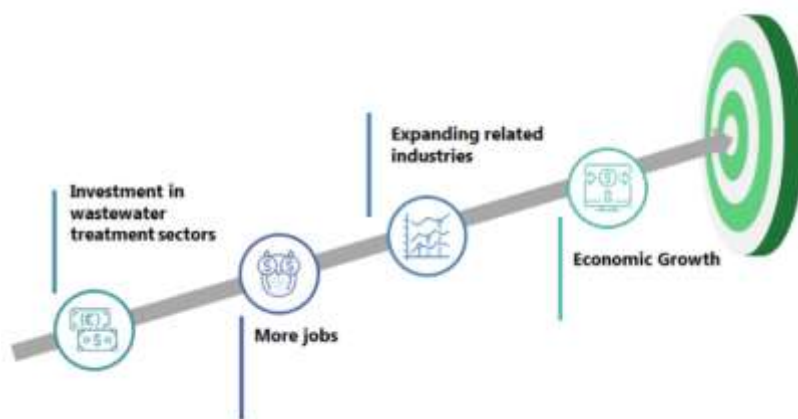 Investment in
wastewater
treatment sectors
More jobs
Expanding related
industries
Economic Growth